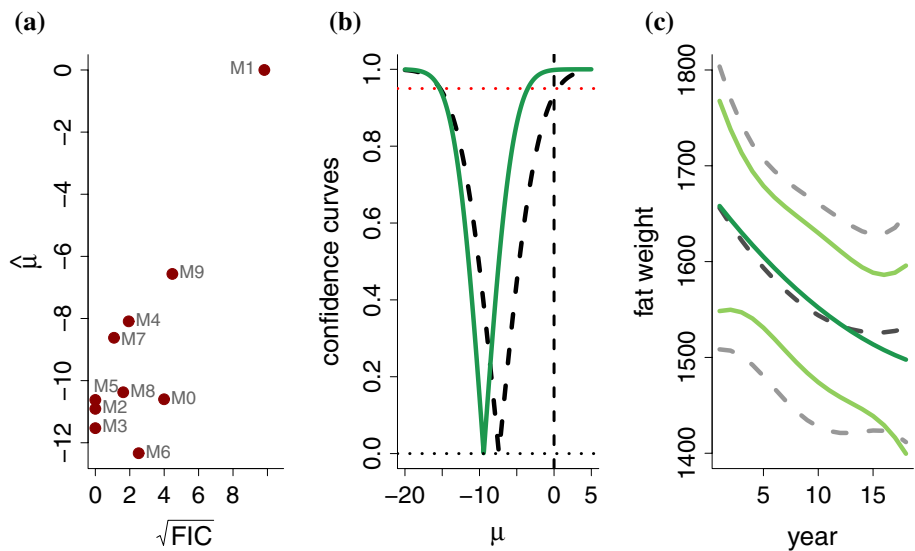 (a)
μ̂
0
−2
−4
−6
−8
−10
−12
M1
M9
M4
M7
M5
M8
M0
M2
M3
M6
0 2 4 6 8
√FIC
(b)
confidence curves
1.0
0.8
0.6
0.4
0.2
0.0
−20 −10 0 5
μ
(c)
fat weight
1800
1700
1600
1500
1400
5 10 15
year